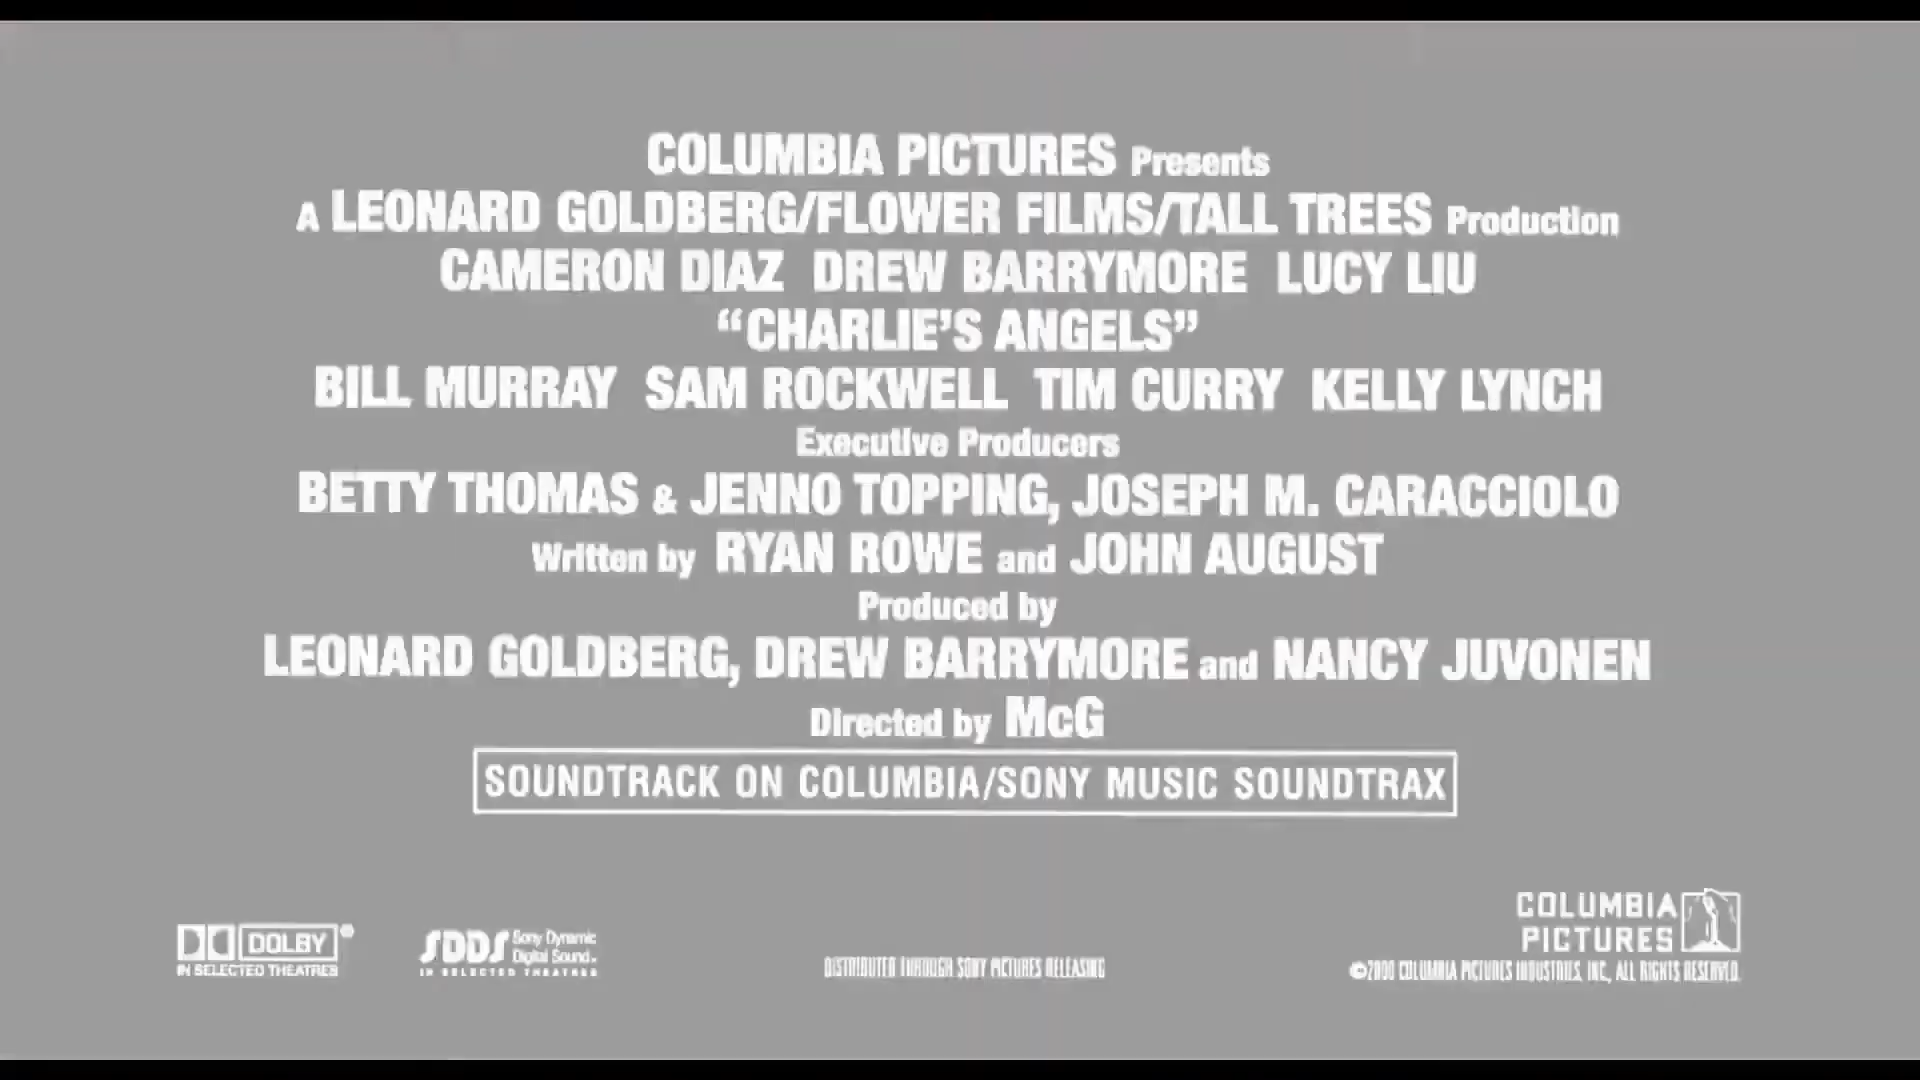 COLUMBIA PICTURES Presents
A LEONARD GOLDBERG/FLOWER FILMS/TALL TREES Production
CAMERON DIAZ DREW BARRYMORE LUCY LIU
“CHARLIE’S ANGELS”
BILL MURRAY SAM ROCKWELL TIM CURRY KELLY LYNCH
Executive Producers
BETTY THOMAS & JENNO TOPPING, JOSEPH M. CARACCIOLO
Written by RYAN ROWE and JOHN AUGUST
Produced by
LEONARD GOLDBERG, DREW BARRYMORE and NANCY JUVONEN
Directed by McG
SOUNDTRACK ON COLUMBIA/SONY MUSIC SOUNDTRAX
DOLBY
IN SELECTED THEATRES
SDDS Sony Dynamic
Digital Sound.
IN SELECTED THEATRES
DISTRIBUTED THROUGH SONY PICTURES RELEASING
COLUMBIA
PICTURES
©2000 COLUMBIA PICTURES INDUSTRIES, INC., ALL RIGHTS RESERVED.